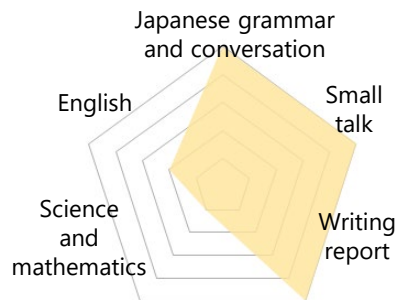 Japanese grammar
and conversation
English
Small
talk
Science
and
mathematics
Writing
report